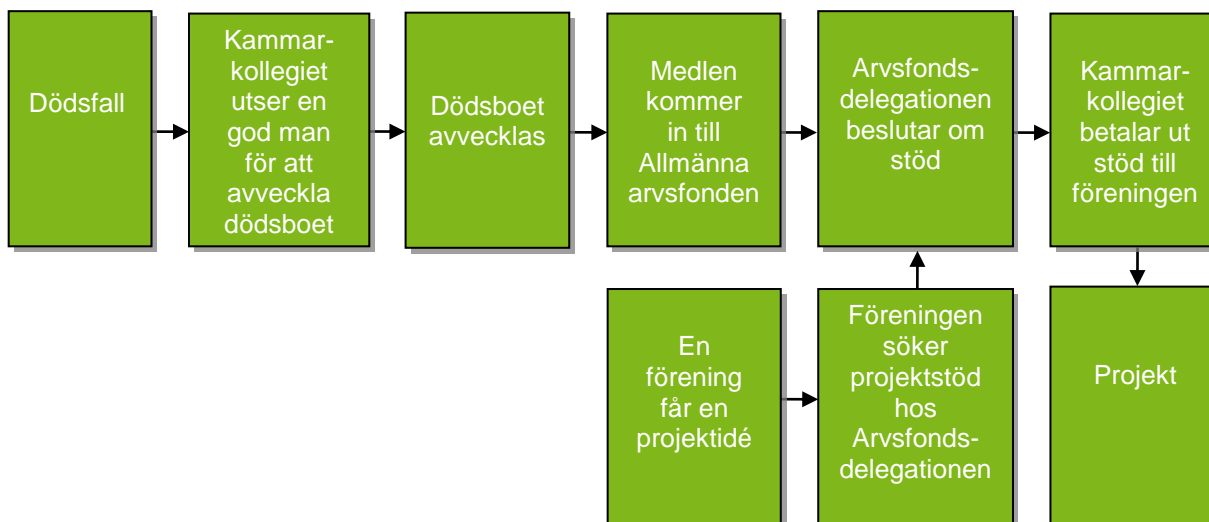 Dödsfall
Kammar-
kollegiet
utser en
god man
för att
avveckla
dödsboet
Dödsboet
avvecklas
Medlen
kommer
in till
Allmänna
arvsfonden
Arvsfonds-
delegationen
beslutar om
stöd
Kammar-
kollegiet
betalar ut
stöd till
föreningen
En
förening
får en
projektidé
Föreningen
söker
projektstöd
hos
Arvsfonds-
delegationen
Projekt